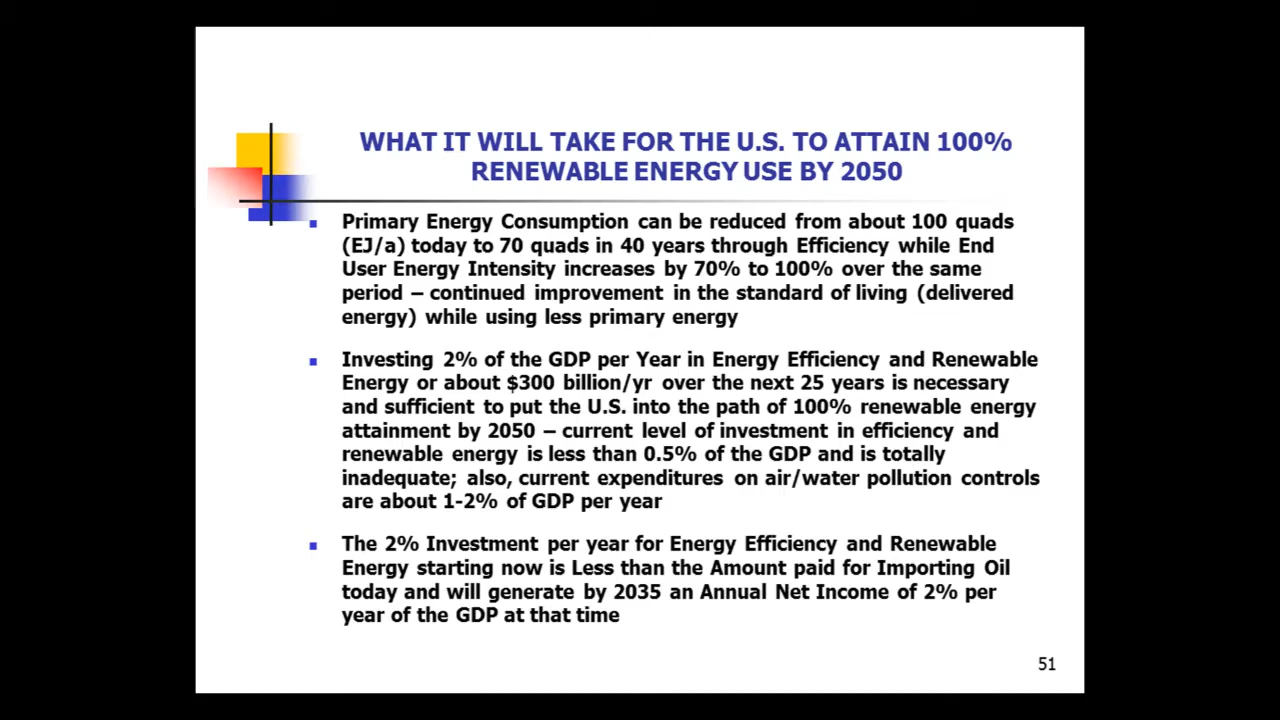 WHAT IT WILL TAKE FOR THE U.S. TO ATTAIN 100%
RENEWABLE ENERGY USE BY 2050
Primary Energy Consumption can be reduced from about 100 quads
(EJ/a) today to 70 quads in 40 years through Efficiency while End
User Energy Intensity increases by 70% to 100% over the same
period – continued improvement in the standard of living (delivered
energy) while using less primary energy
Investing 2% of the GDP per Year in Energy Efficiency and Renewable
Energy or about $300 billion/yr over the next 25 years is necessary
and sufficient to put the U.S. into the path of 100% renewable energy
attainment by 2050 – current level of investment in efficiency and
renewable energy is less than 0.5% of the GDP and is totally
inadequate; also, current expenditures on air/water pollution controls
are about 1-2% of GDP per year
The 2% Investment per year for Energy Efficiency and Renewable
Energy starting now is Less than the Amount paid for Importing Oil
today and will generate by 2035 an Annual Net Income of 2% per
year of the GDP at that time
51